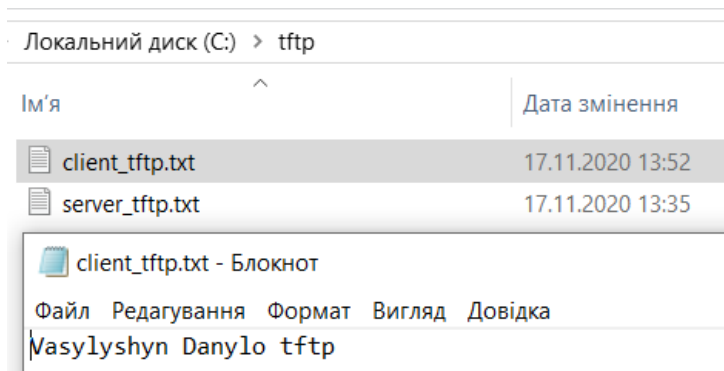 Локальний диск (C:) > tftp
Ім'я Дата змінення
client_tftp.txt 17.11.2020 13:52
server_tftp.txt 17.11.2020 13:35
client_tftp.txt - Блокнот
Файл Редагування Формат Вигляд Довідка
Vasylyshyn Danylo tftp